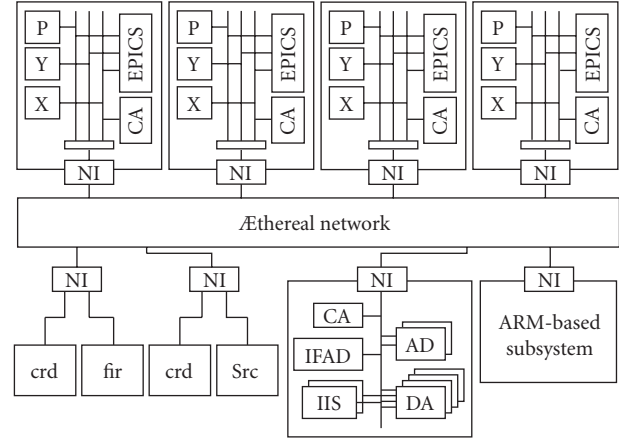 P
Y
X
EPICS
CA
NI
P
Y
X
EPICS
CA
NI
P
Y
X
EPICS
CA
NI
P
Y
X
EPICS
CA
NI
Æthereal network
NI
NI
NI
NI
crd
fir
crd
Src
CA
IFAD
AD
IIS
DA
ARM-based
subsystem